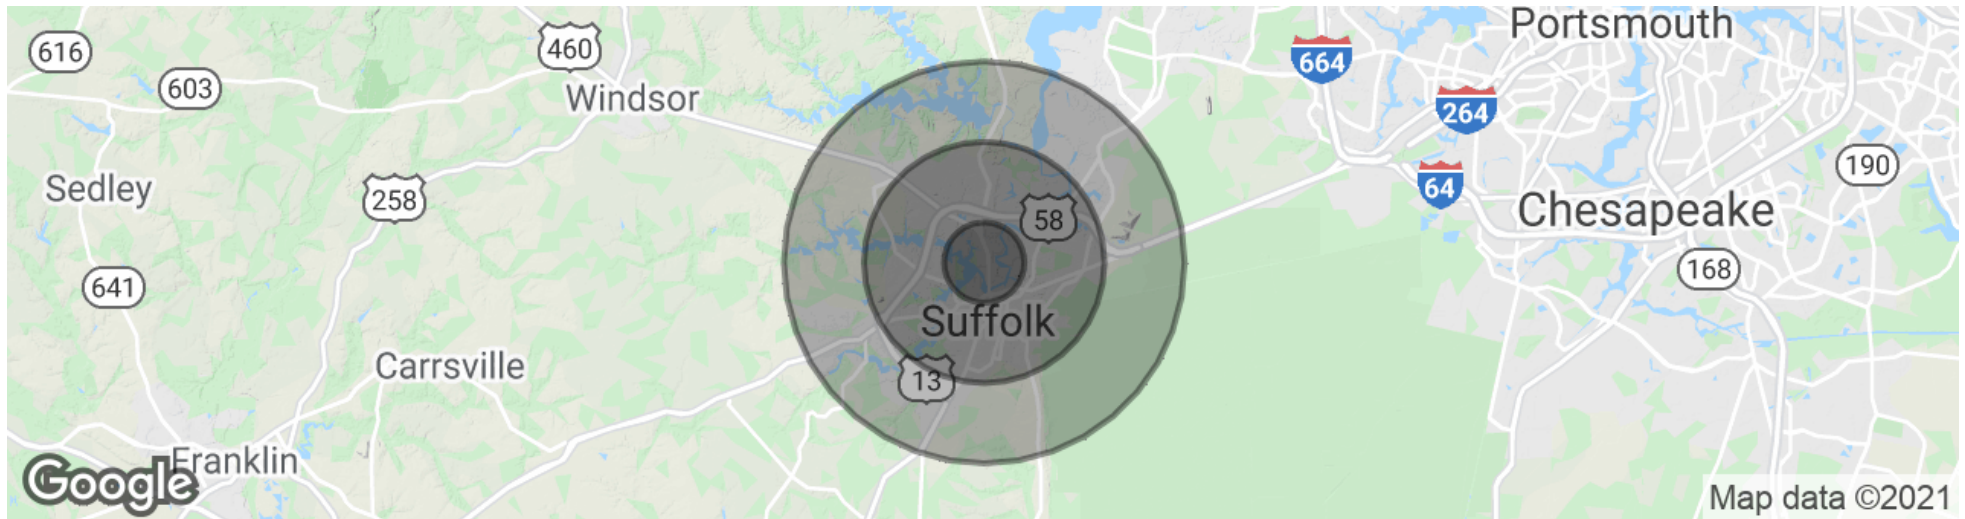 Portsmouth
616
460
664
603
Windsor
264
190
Sedley
258
64
58
Chesapeake
168
641
Suffolk
Carrsville
13
Franklin
Google
Map data ©2021